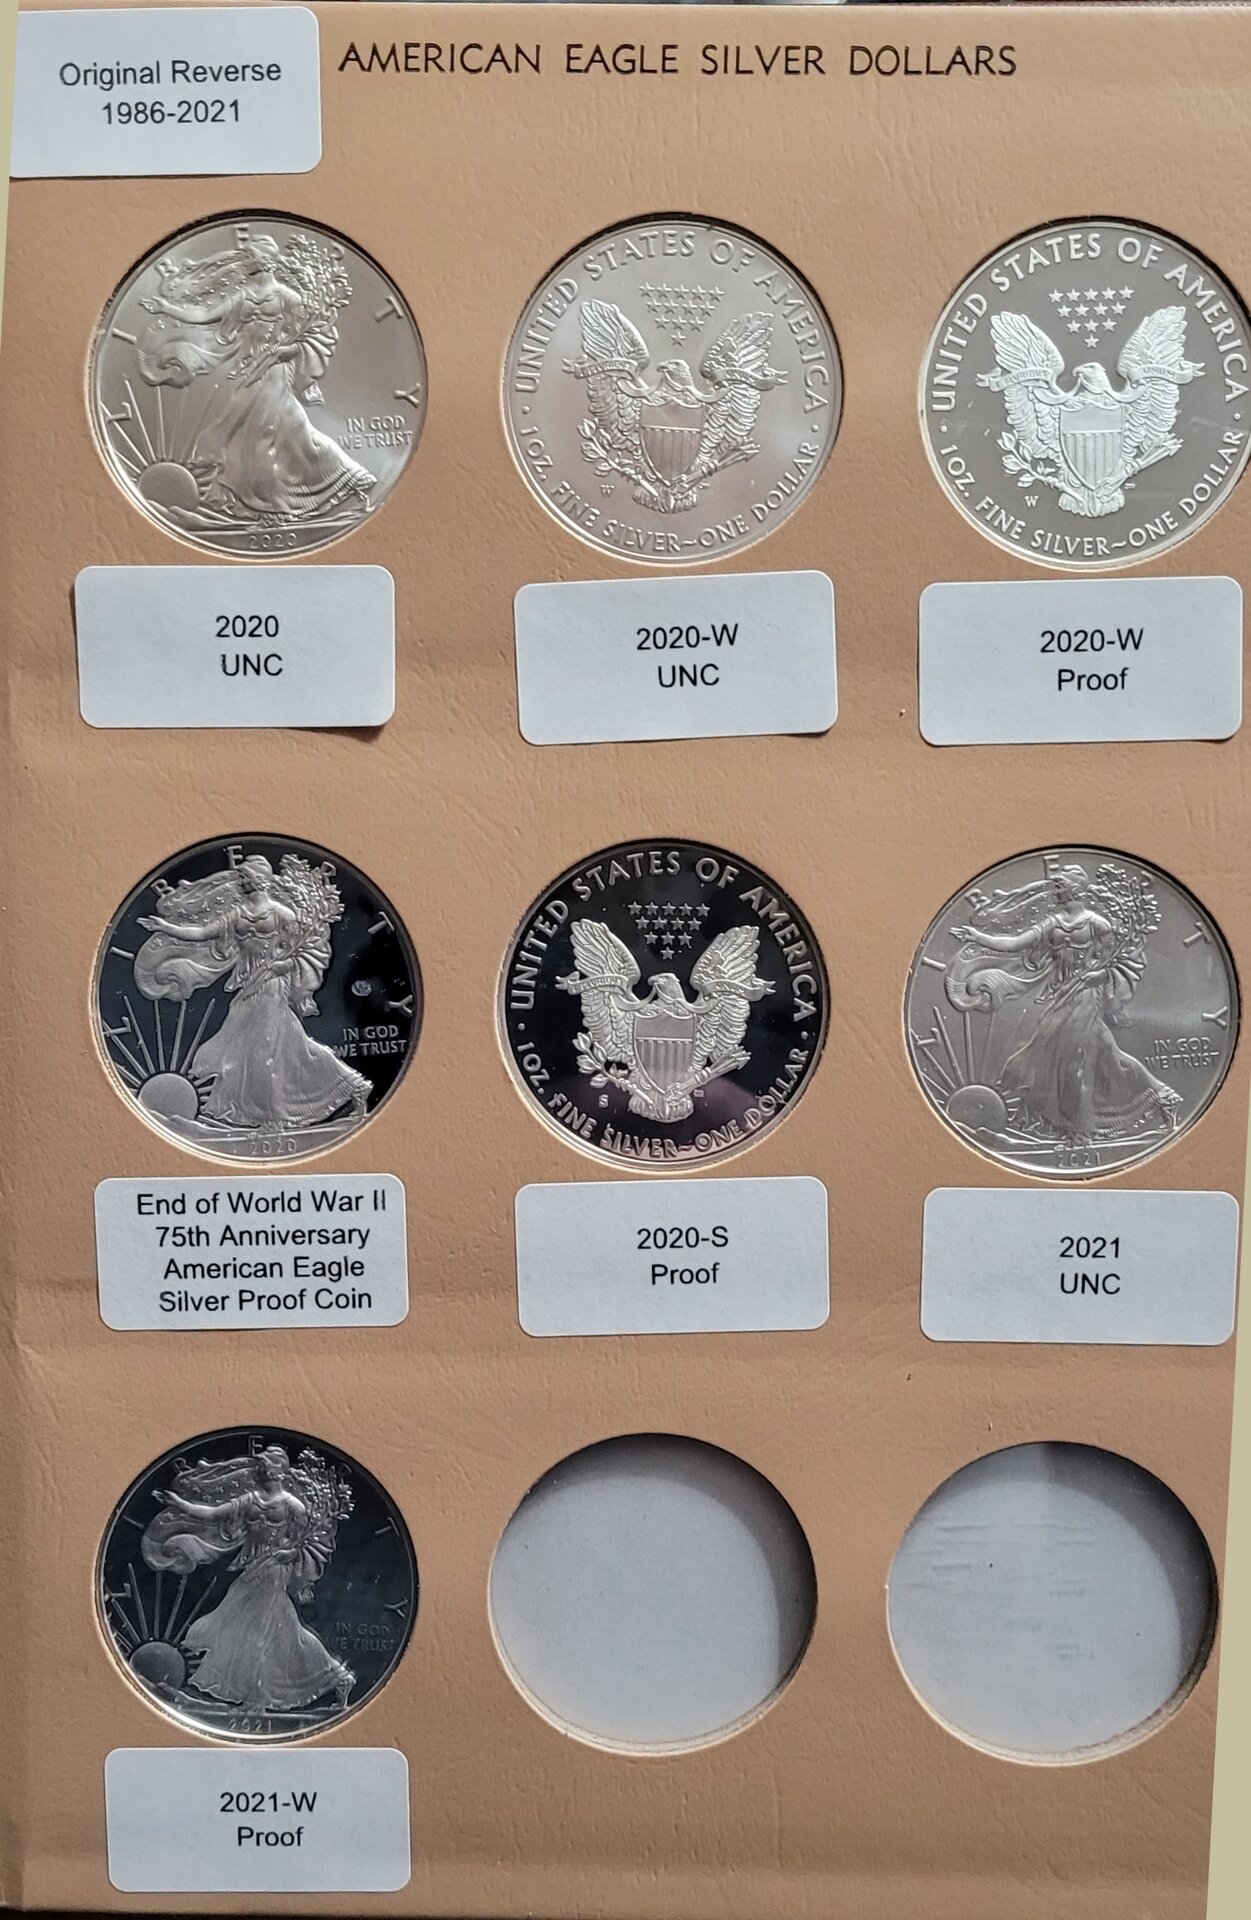 Original Reverse
1986-2021
AMERICAN EAGLE SILVER DOLLARS
LIBERTY
IN GOD
WE TRUST
2020
UNITED STATES OF AMERICA
1 OZ. FINE SILVER~ONE DOLLAR
W
UNITED STATES OF AMERICA
PLURIBUS UNUM
1 OZ. FINE SILVER~ONE DOLLAR
W
2020
UNC
2020-W
UNC
2020-W
Proof
LIBERTY
IN GOD
WE TRUST
2020
UNITED STATES OF AMERICA
PLURIBUS
1 OZ. FINE SILVER~ONE DOLLAR
S
LIBERTY
IN GOD
WE TRUST
2021
End of World War II
75th Anniversary
American Eagle
Silver Proof Coin
2020-S
Proof
2021
UNC
LIBERTY
IN GOD
WE TRUST
2021
2021-W
Proof